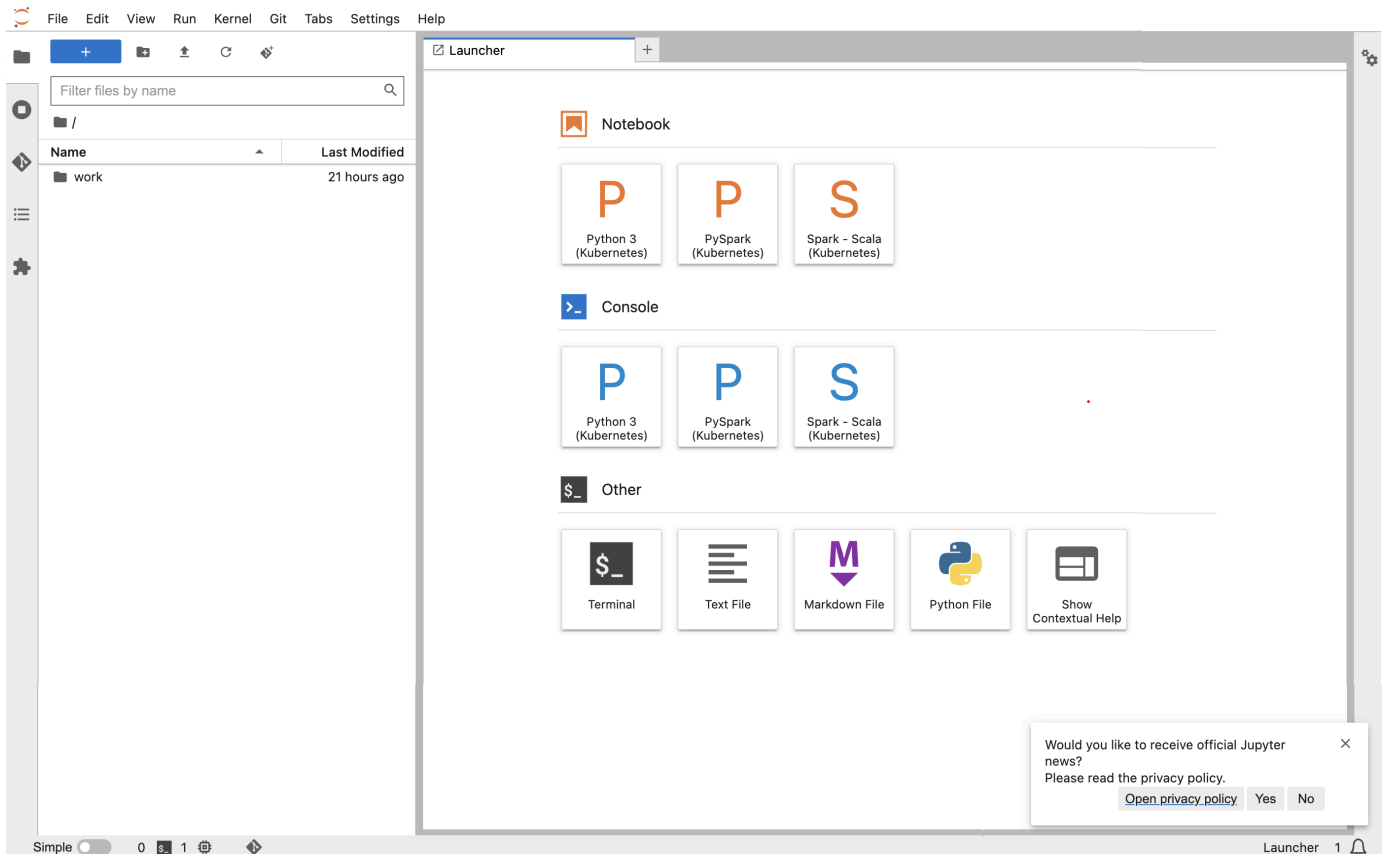 File Edit View Run Kernel Git Tabs Settings Help
+
Launcher
+
Filter files by name
/
Name Last Modified
work 21 hours ago
Notebook
P P S
Python 3 PySpark Spark - Scala
(Kubernetes) (Kubernetes) (Kubernetes)
>_ Console
P P S
Python 3 PySpark Spark - Scala
(Kubernetes) (Kubernetes) (Kubernetes)
$_ Other
$_ M
Terminal Text File Markdown File Python File Show
Contextual Help
Would you like to receive official Jupyter
news?
Please read the privacy policy.
Open privacy policy Yes No
Simple 0 $_ 1 Launcher 1